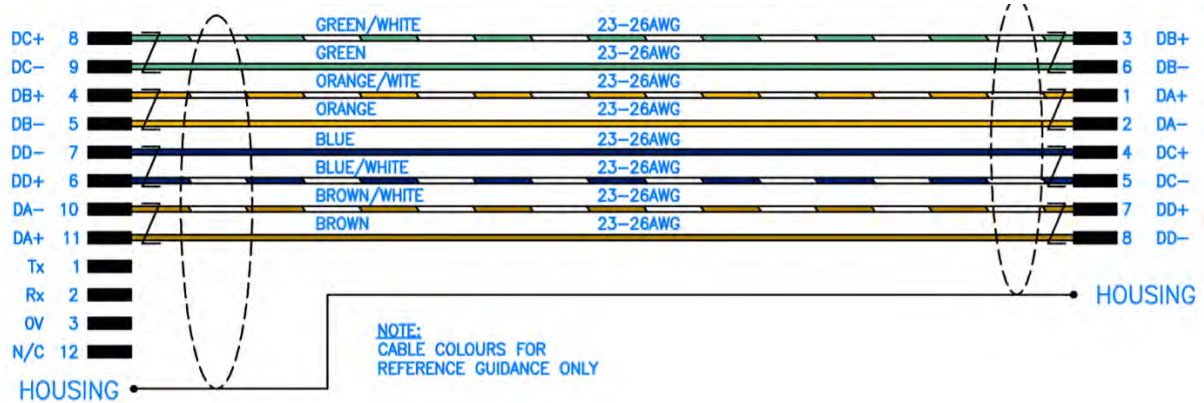 DC+ 8 GREEN/WHITE 23-26AWG 3 DB+
DC- 9 GREEN 23-26AWG 6 DB-
DB+ 4 ORANGE/WITE 23-26AWG 1 DA+
DB- 5 ORANGE 23-26AWG 2 DA-
DD- 7 BLUE 23-26AWG 4 DC+
DD+ 6 BLUE/WHITE 23-26AWG 5 DC-
DA- 10 BROWN/WHITE 23-26AWG 7 DD+
DA+ 11 BROWN 23-26AWG 8 DD-
Tx 1
Rx 2
0V 3
N/C 12
HOUSING
HOUSING
NOTE:
CABLE COLOURS FOR
REFERENCE GUIDANCE ONLY